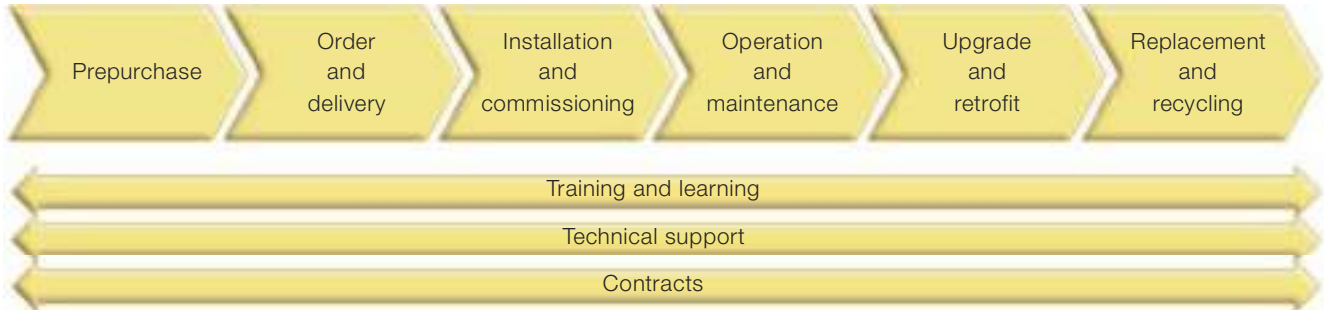 Prepurchase
Order
and
delivery
Installation
and
commissioning
Operation
and
maintenance
Upgrade
and
retrofit
Replacement
and
recycling
Training and learning
Technical support
Contracts